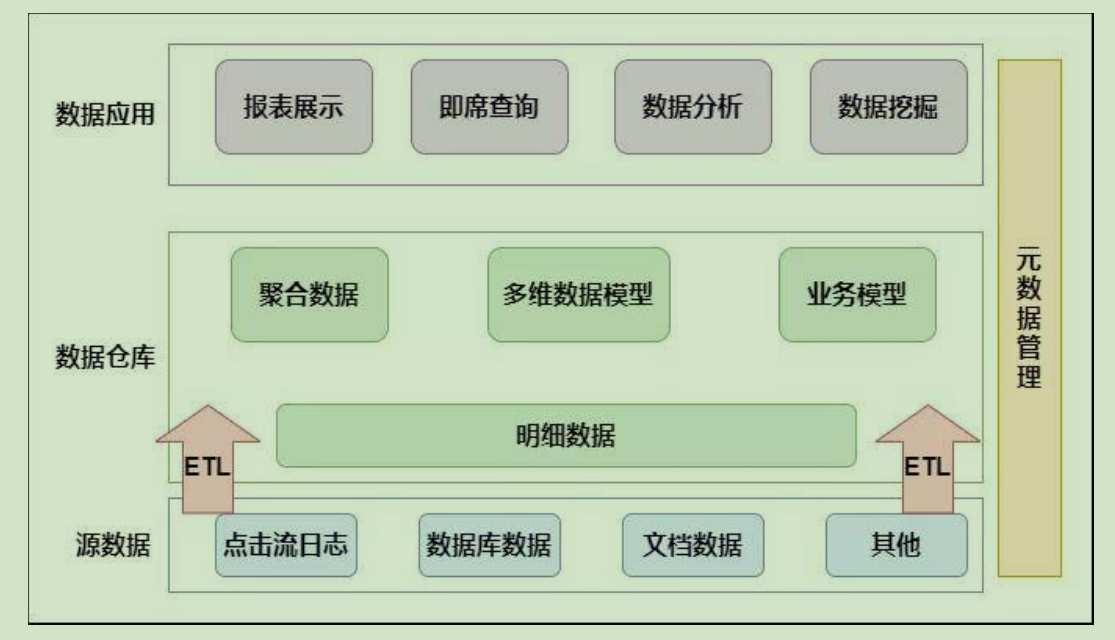 数据应用
报表展示
即席查询
数据分析
数据挖掘
数据仓库
聚合数据
多维数据模型
业务模型
明细数据
ETL
ETL
源数据
点击流日志
数据库数据
文档数据
其他
元数据管理